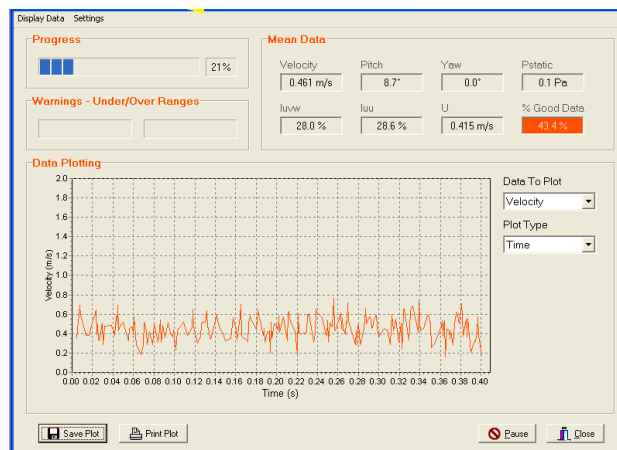 Display Data Settings
Progress
21%
Warnings - Under/Over Ranges
Mean Data
Velocity Pitch Yaw Pstatic
0.461 m/s 8.7° 0.0° 0.1 Pa
Iuvw Iuu U % Good Data
28.0 % 28.6 % 0.415 m/s 43.4 %
Data Plotting
Data To Plot
Velocity
Plot Type
Time
Velocity (m/s)
2.0
1.8
1.6
1.4
1.2
1.0
0.8
0.6
0.4
0.2
0.0
0.00 0.02 0.04 0.06 0.08 0.10 0.12 0.14 0.16 0.18 0.20 0.22 0.24 0.26 0.28 0.30 0.32 0.34 0.36 0.38 0.40
Time (s)
Save Plot Print Plot Pause Close